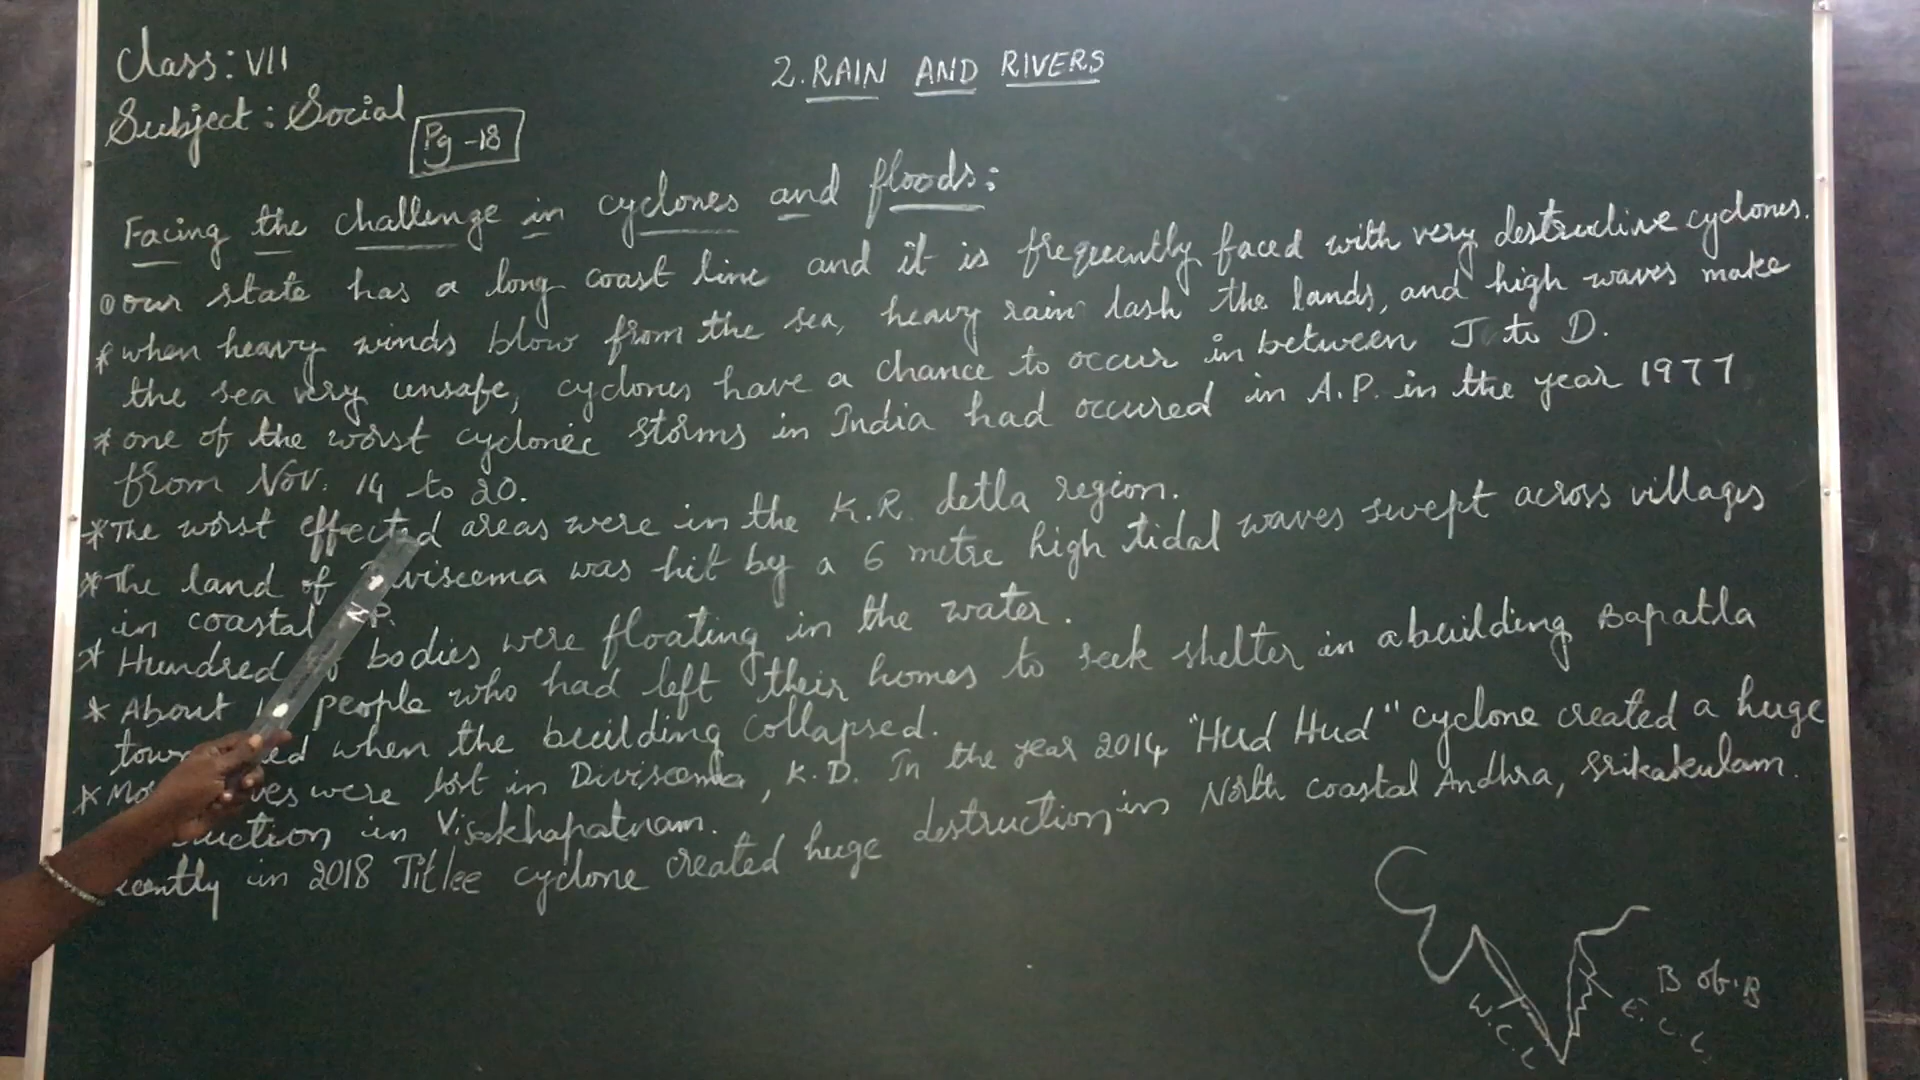 Class: VII
Subject: Social
Pg-18
2. RAIN AND RIVERS
Facing the challenge in cyclones and floods:
our state has a long coast line and it is frequently faced with very destructive cyclones.
* when heavy winds blow from the sea, heavy rain lash the lands, and high waves make
the sea very unsafe, cyclones have a chance to occur in between J to D.
* one of the worst cyclonic storms in India had occured in A.P. in the year 1977
from Nov. 14 to 20.
* The worst effected areas were in the K.R. detla region.
* The land of was hit by a 6 metre high tidal waves swept across villages
in coastal
* Hundred bodies were floating in the water.
* About people who had left their homes to seek shelter in a building Bapatla
town when the building collapsed.
* were lost in Diviseema, K.D. In the year 2014 "Hud Hud" cyclone created a huge
in Visakhapatnam.
in 2018 Titlee cyclone created huge destruction in North coastal Andhra, Srikakulam.
W.C.L
E.C.L
B of B